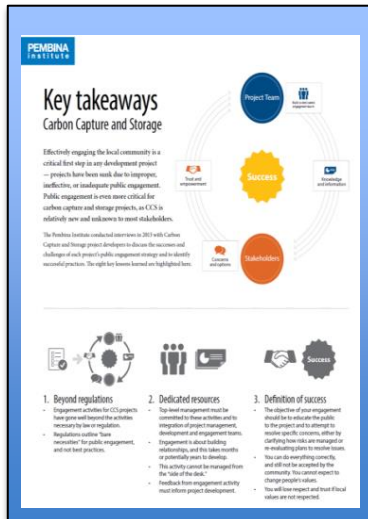 PEMBINA
institute
Key takeaways
Carbon Capture and Storage
Effectively engaging the local community is a
critical first step in any development project
— projects have been sunk due to improper,
ineffective, or inadequate public engagement.
Public engagement is even more critical for
carbon capture and storage projects, as CCS is
relatively new and unknown to most stakeholders.
The Pembina Institute conducted interviews in 2013 with Carbon
Capture and Storage project developers to discuss the successes and
challenges of each project's public engagement strategy and to identify
successful practices. The eight key lessons learned are highlighted here.
Project Team
engagement team
Trust and
empowerment
Success
Knowledge
and information
Concerns
and options
Stakeholders
Success
1. Beyond regulations
• Engagement activities for CCS projects
have gone well beyond the activities
necessary by law or regulation.
• Regulations outline "bare
necessities" for public engagement,
and not best practices.
2. Dedicated resources
• Top-level management must be
committed to these activities and to
integration of project management,
development and engagement teams.
• Engagement is about building
relationships, and this takes months
or potentially years to develop.
• This activity cannot be managed from
the "side of the desk."
• Feedback from engagement activity
must inform project development.
3. Definition of success
• The objective of your engagement
should be to educate the public
to the project and to attempt to
resolve specific concerns, either by
clarifying how risks are managed or
re-evaluating plans to resolve issues.
• You can do everything correctly,
and still not be accepted by the
community. You cannot expect to
change people's values.
• You will lose respect and trust if local
values are not respected.